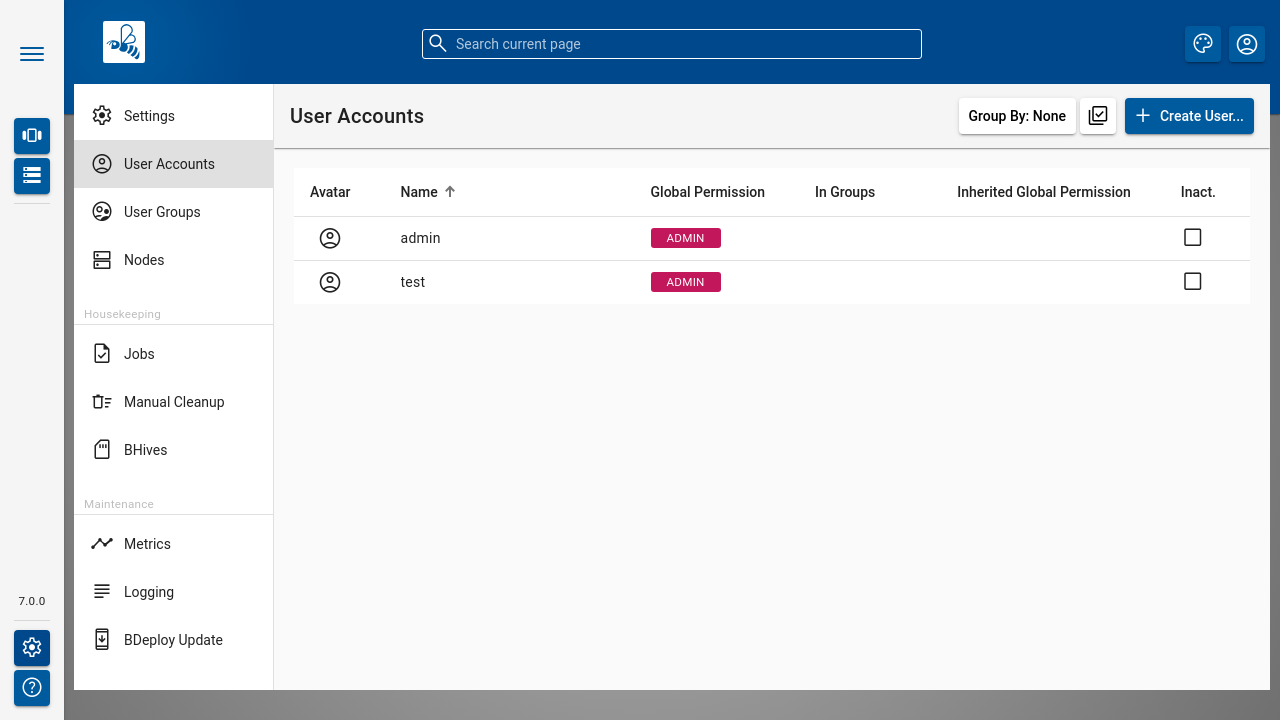 Search current page
Settings
User Accounts
User Groups
Nodes
Housekeeping
Jobs
Manual Cleanup
BHives
Maintenance
Metrics
Logging
BDeploy Update
7.0.0
User Accounts
Group By: None
Create User...
Avatar Name Global Permission In Groups Inherited Global Permission Inact.
admin ADMIN
test ADMIN